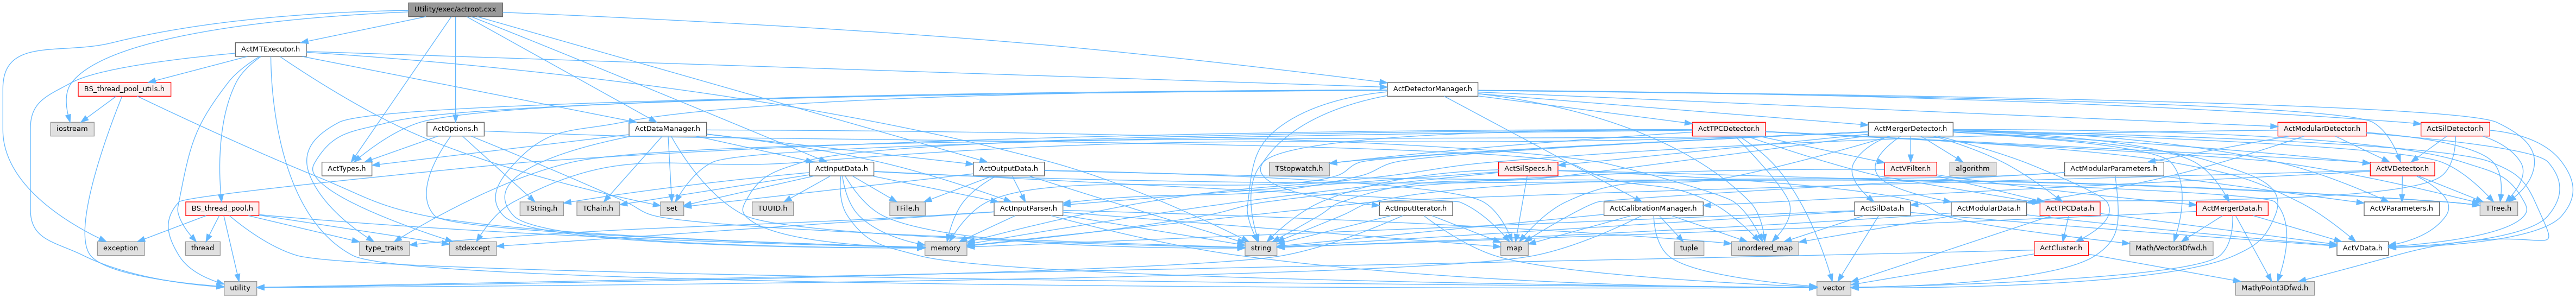 Utility/exec/actroot.cxx
ActMTExecutor.h
BS_thread_pool_utils.h
ActDetectorManager.h
iostream
ActOptions.h
ActDataManager.h
ActTPCDetector.h
ActMergerDetector.h
ActModularDetector.h
ActSilDetector.h
ActTypes.h
ActInputData.h
ActOutputData.h
TStopwatch.h
ActSilSpecs.h
ActVFilter.h
algorithm
ActModularParameters.h
ActVDetector.h
BS_thread_pool.h
TString.h
TChain.h
set
TUUID.h
TFile.h
ActInputParser.h
ActInputIterator.h
ActCalibrationManager.h
ActSilData.h
ActModularData.h
ActTPCData.h
ActMergerData.h
ActVParameters.h
TTree.h
exception
thread
type_traits
stdexcept
memory
string
map
tuple
unordered_map
ActCluster.h
Math/Vector3Dfwd.h
ActVData.h
utility
vector
Math/Point3Dfwd.h